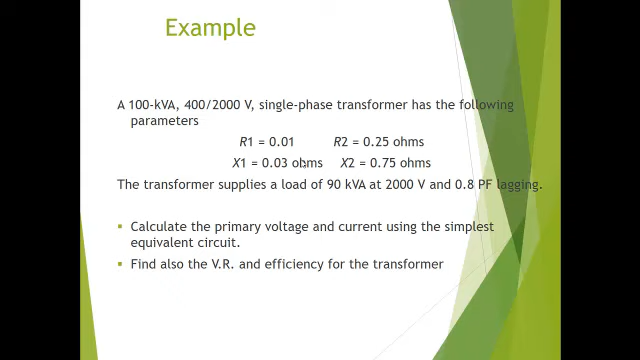 Example
A 100-kVA, 400/2000 V, single-phase transformer has the following
parameters
R1 = 0.01 R2 = 0.25 ohms
X1 = 0.03 ohms X2 = 0.75 ohms
The transformer supplies a load of 90 kVA at 2000 V and 0.8 PF lagging.
Calculate the primary voltage and current using the simplest
equivalent circuit.
Find also the V.R. and efficiency for the transformer